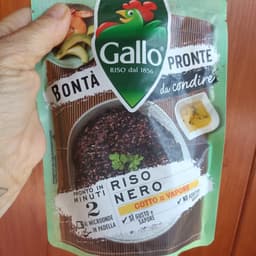 Gallo
RISO dal 1856
BONTÀ PRONTE
da condire
PRONTO IN
MINUTI
2
MICROONDE
IN PADELLA
RISO
NERO
COTTO A VAPORE
SÌ GUSTO E
SAPORE
NO